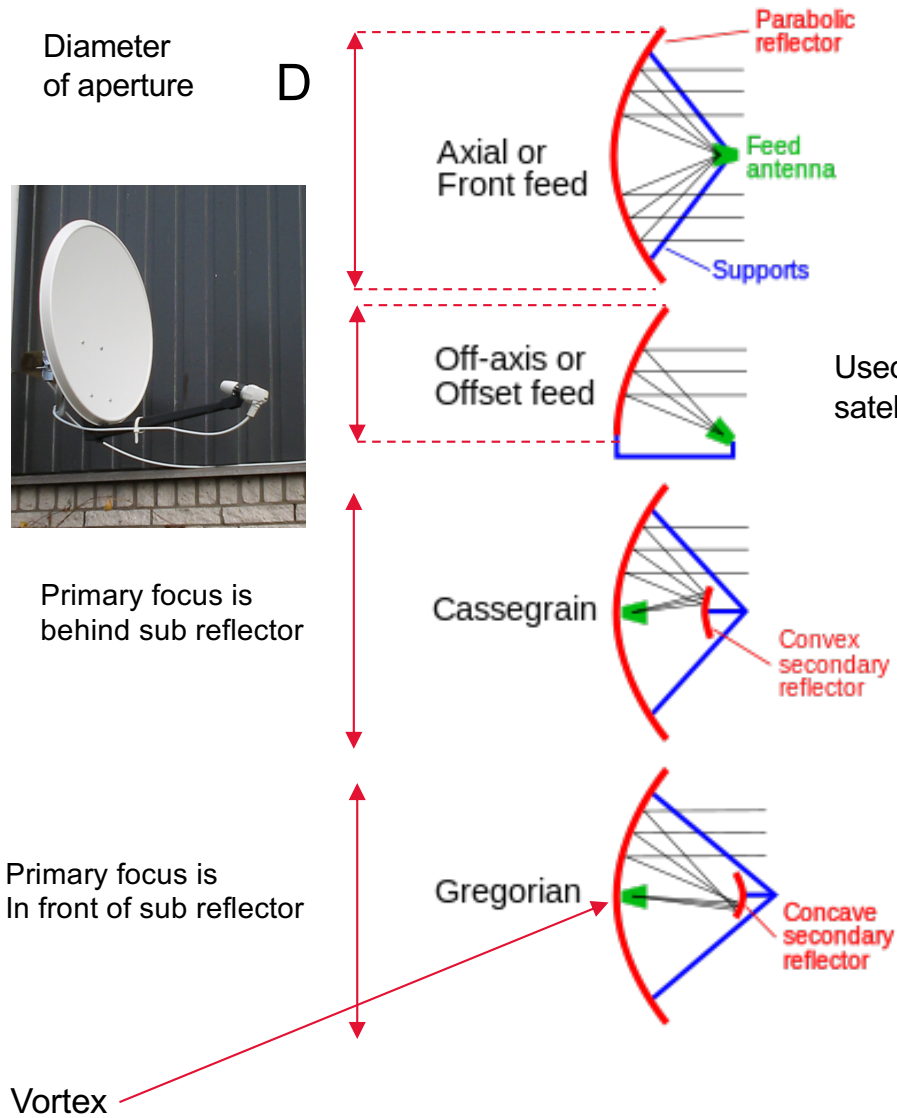 Diameter
of aperture
D
Parabolic
reflector
Axial or
Front feed
Feed
antenna
Supports
Off-axis or
Offset feed
Primary focus is
behind sub reflector
Cassegrain
Convex
secondary
reflector
Primary focus is
In front of sub reflector
Gregorian
Concave
secondary
reflector
Vortex